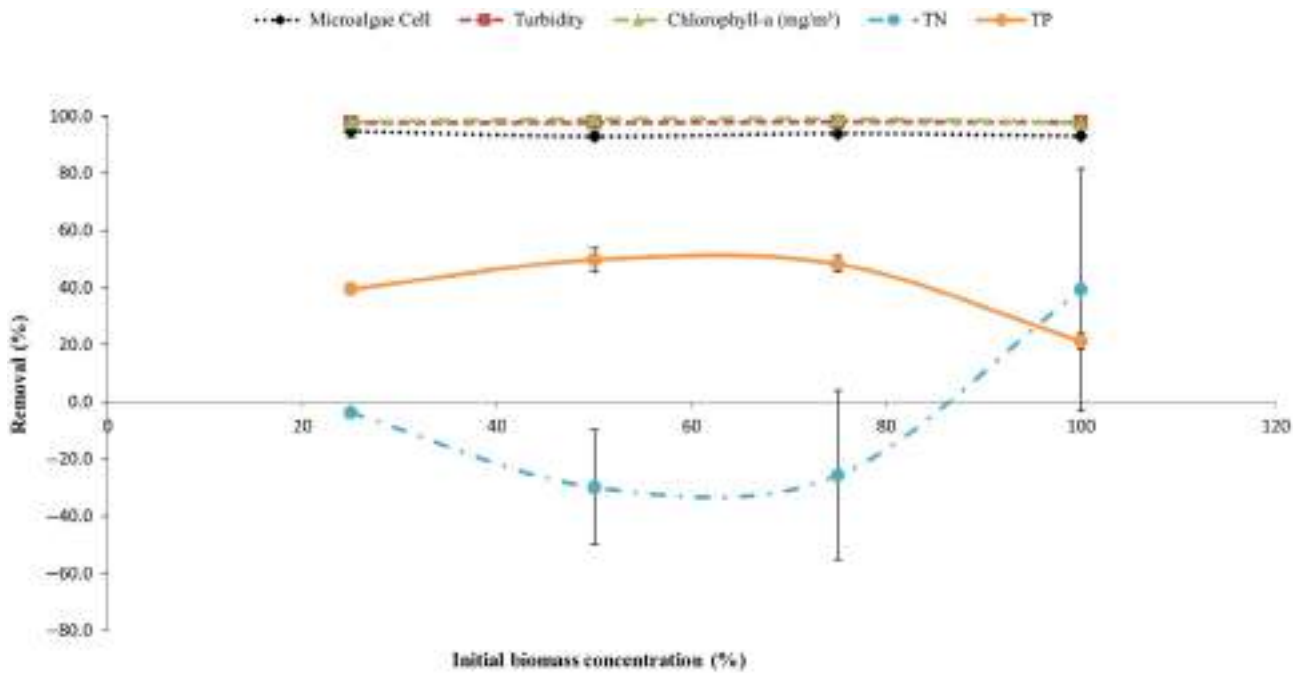 Microalgae Cell Turbidity Chlorophyll-a (mg/m³) TN TP
100.0
80.0
60.0
40.0
20.0
0.0
0 20 40 60 80 100 120
−20.0
−40.0
−60.0
−80.0
Removal (%)
Initial biomass concentration (%)